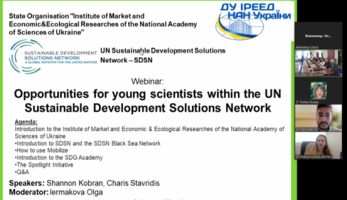 State Organisation "Institute of Market and
Economic&Ecological Researches of the National Academy
of Sciences of Ukraine"
ДУ ІРЕЕД
НАН України
SUSTAINABLE DEVELOPMENT
SOLUTIONS NETWORK
A GLOBAL INITIATIVE FOR THE UNITED NATIONS
UN Sustainable Development Solutions
Network – SDSN
Webinar:
Opportunities for young scientists within the UN
Sustainable Development Solutions Network
Agenda:
Introduction to the Institute of Market and Economic & Ecological Researches of the National Academy of
Sciences of Ukraine
•Introduction to SDSN and the SDSN Black Sea Network
•How to use Mobilize
•Introduction to the SDG Academy
•The Spotlight Initiative
•Q&A
Speakers: Shannon Kobran, Charis Stavridis
Moderator: Iermakova Olga